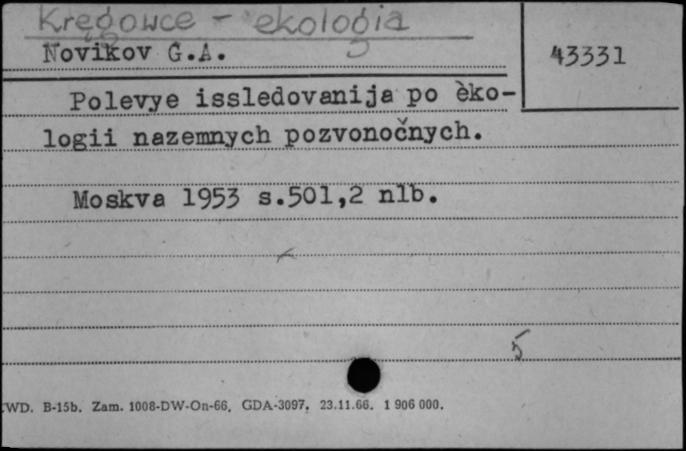 Kręgowce - ekologia
Novikov G.A.
43331
Polevye issledovanija po èko-
logii nazemnych pozvonočnych.
Moskva 1953 s.501,2 nlb.
5
WD. B-15b. Zam. 1008-DW-On-66. GDA-3097. 23.11.66. 1 906 000.